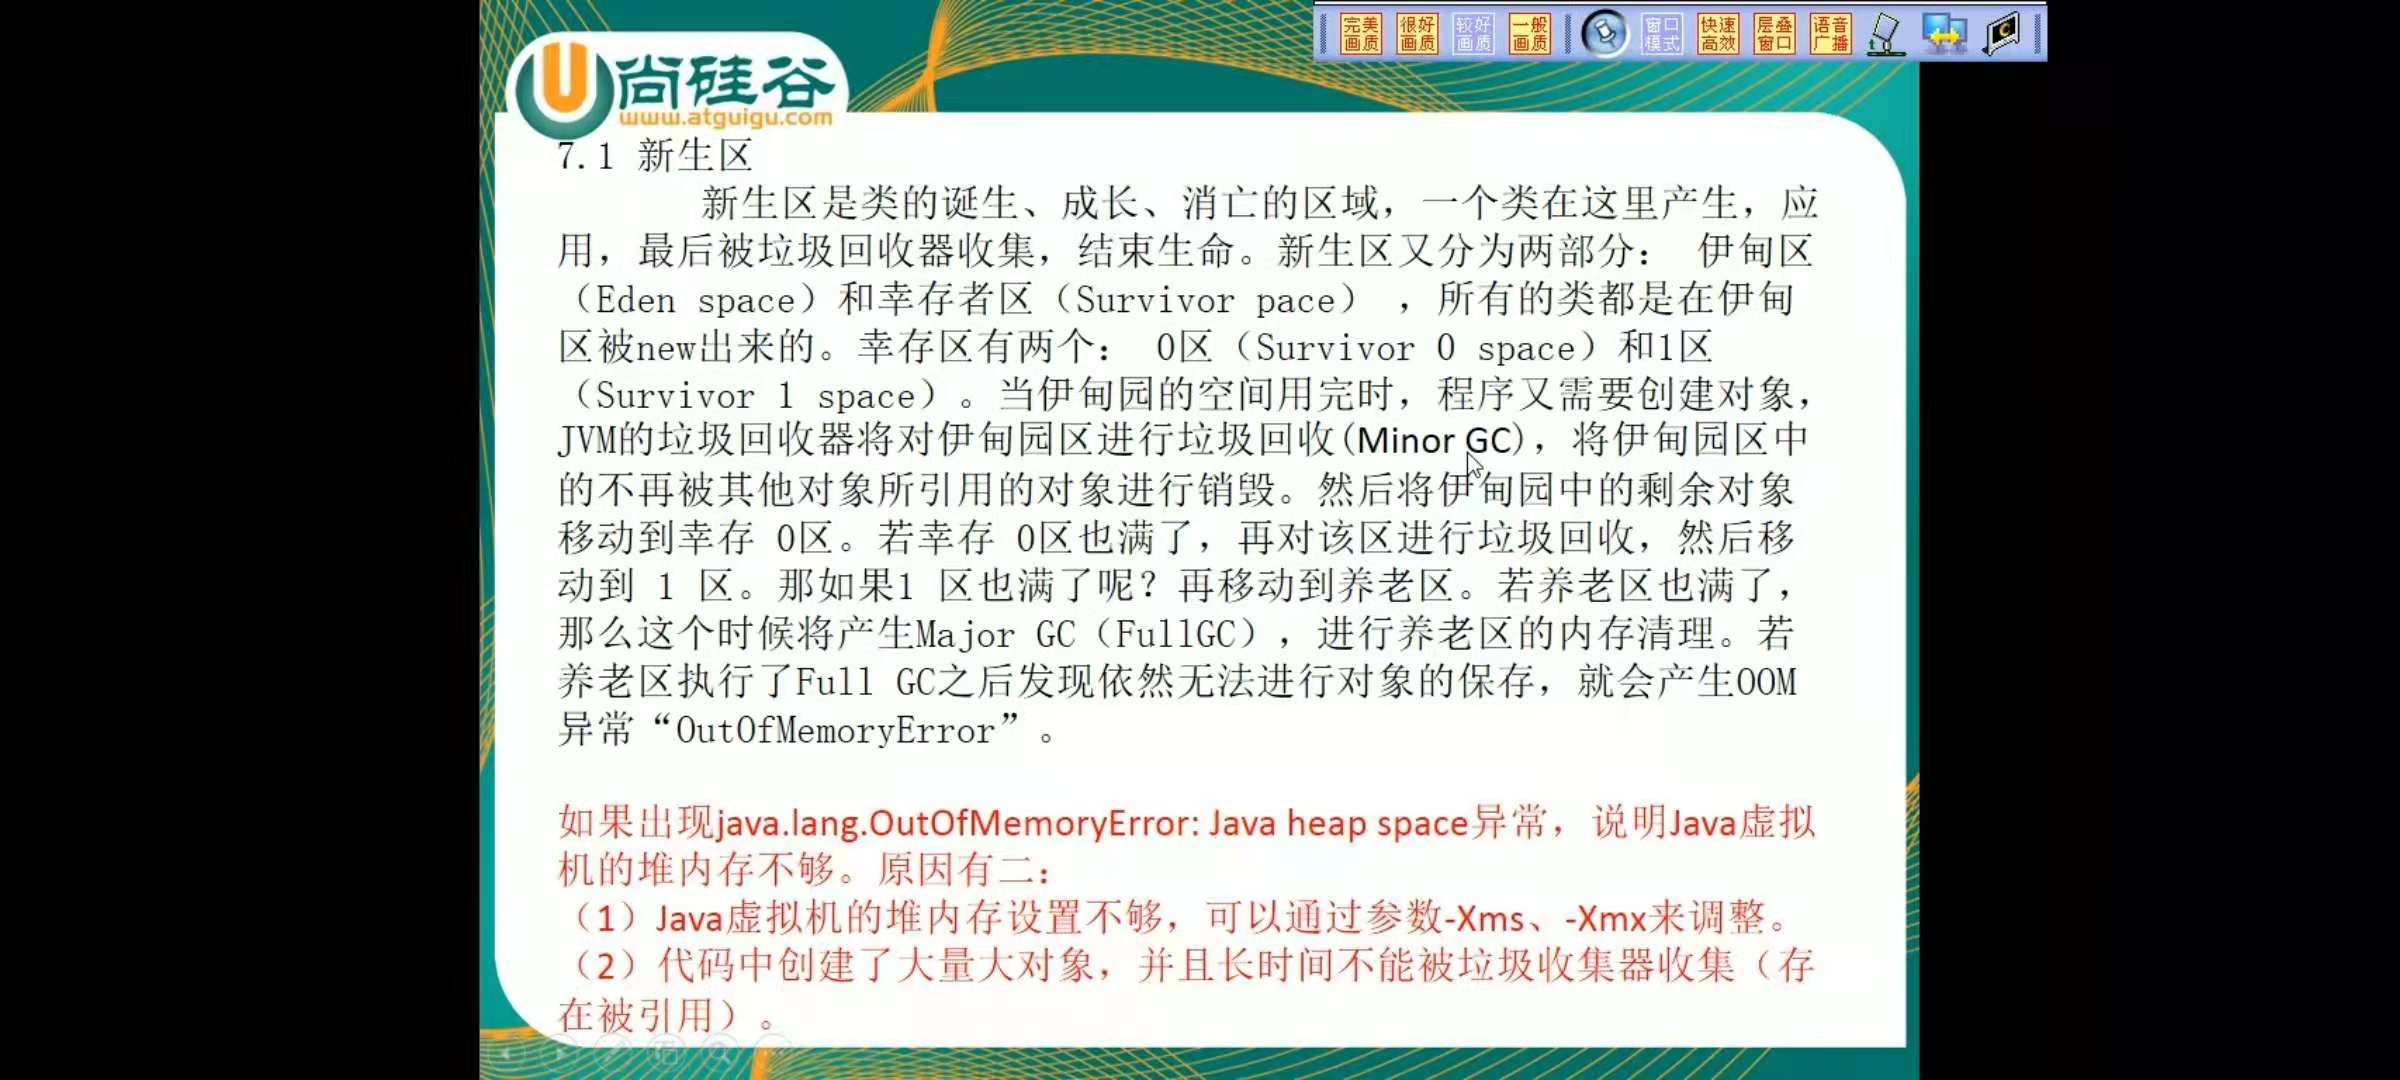 完美画质 很好画质 较好画质 一般画质 窗口模式 快速高效 层叠窗口 语音广播
U尚硅谷
www.atguigu.com
7.1 新生区
新生区是类的诞生、成长、消亡的区域，一个类在这里产生，应
用，最后被垃圾回收器收集，结束生命。新生区又分为两部分： 伊甸区
（Eden space）和幸存者区（Survivor pace） ，所有的类都是在伊甸
区被new出来的。幸存区有两个： 0区（Survivor 0 space）和1区
（Survivor 1 space）。当伊甸园的空间用完时，程序又需要创建对象，
JVM的垃圾回收器将对伊甸园区进行垃圾回收(Minor GC)，将伊甸园区中
的不再被其他对象所引用的对象进行销毁。然后将伊甸园中的剩余对象
移动到幸存 0区。若幸存 0区也满了，再对该区进行垃圾回收，然后移
动到 1 区。那如果1 区也满了呢？再移动到养老区。若养老区也满了，
那么这个时候将产生Major GC（FullGC），进行养老区的内存清理。若
养老区执行了Full GC之后发现依然无法进行对象的保存，就会产生OOM
异常“OutOfMemoryError”。
如果出现java.lang.OutOfMemoryError: Java heap space异常，说明Java虚拟
机的堆内存不够。原因有二：
（1）Java虚拟机的堆内存设置不够，可以通过参数-Xms、-Xmx来调整。
（2）代码中创建了大量大对象，并且长时间不能被垃圾收集器收集（存
在被引用）。